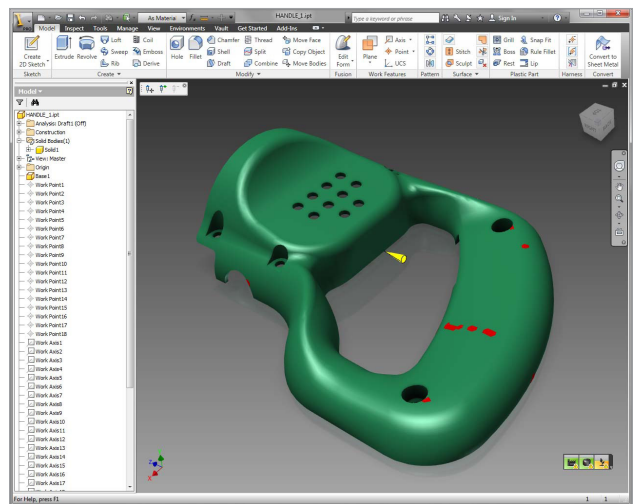 As Material
HANDLE_1.ipt
Type a keyword or phrase
Sign In
PRO
Model Inspect Tools Manage View Environments Vault Get Started Add-Ins
Create 2D Sketch
Extrude Revolve
Loft
Sweep
Rib
Coil
Emboss
Derive
Hole Fillet
Chamfer
Shell
Draft
Thread
Split
Combine
Move Face
Copy Object
Move Bodies
Edit Form
Plane
Axis
Point
UCS
Stitch
Sculpt
Grill
Boss
Rest
Snap Fit
Rule Fillet
Lip
Convert to Sheet Metal
Sketch Create Modify Fusion Work Features Pattern Surface Plastic Part Harness Convert
Model
HANDLE_1.ipt
Analysis: Draft1 (Off)
Construction
Solid Bodies(1)
Solid1
View: Master
Origin
Base1
Work Point1
Work Point2
Work Point3
Work Point4
Work Point5
Work Point6
Work Point7
Work Point8
Work Point9
Work Point10
Work Point11
Work Point12
Work Point13
Work Point14
Work Point15
Work Point16
Work Point17
Work Point18
Work Axis1
Work Axis2
Work Axis3
Work Axis4
Work Axis5
Work Axis6
Work Axis7
Work Axis8
Work Axis9
Work Axis10
Work Axis11
Work Axis12
Work Axis13
Work Axis14
Work Axis15
Work Axis16
Work Axis17
Z
X
For Help, press F1
1 1